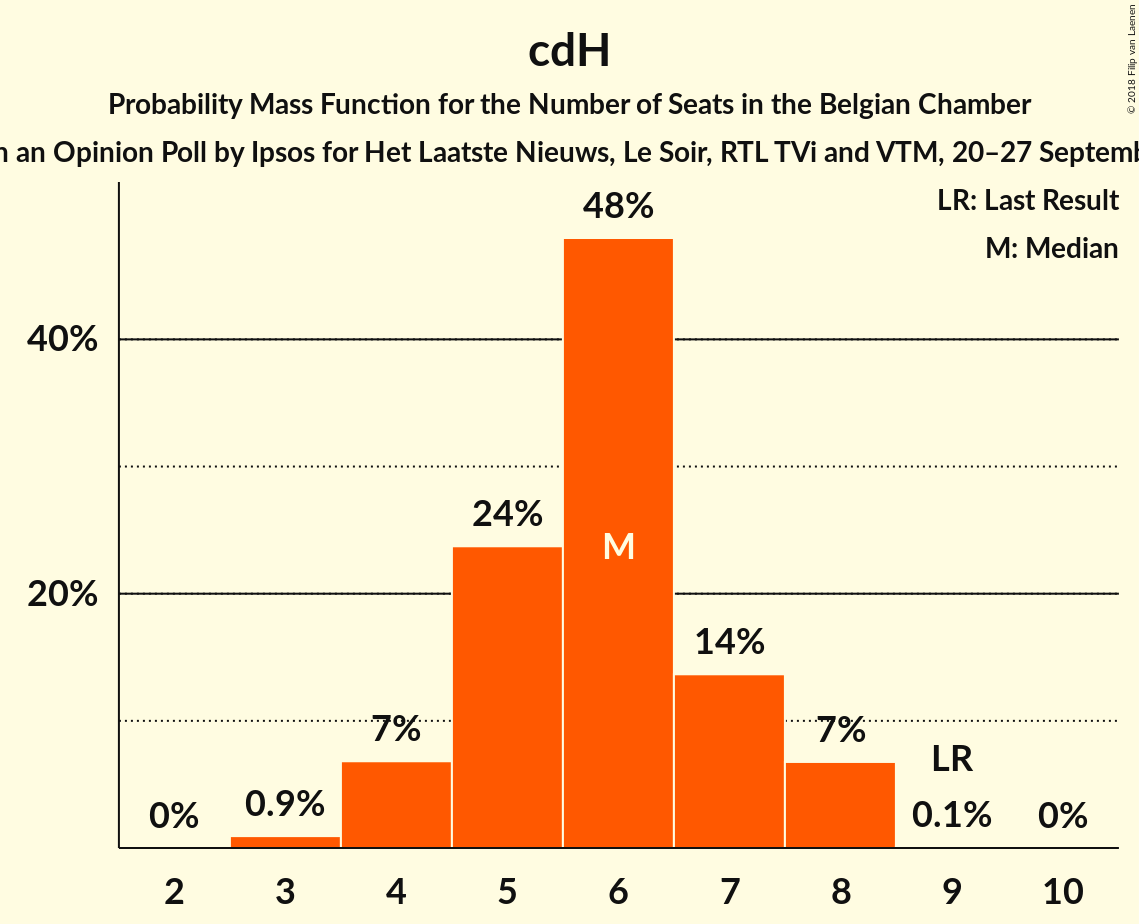 cdH
Probability Mass Function for the Number of Seats in the Belgian Chamber
an Opinion Poll by Ipsos for Het Laatste Nieuws, Le Soir, RTL TVi and VTM, 20–27
© 2018 Filip van Laenen
LR: Last Result
M: Median
48%
40%
24%
M
20%
14%
7%
7%
LR
0%
0.9%
0.1%
0%
2 3 4 5 6 7 8 9 10